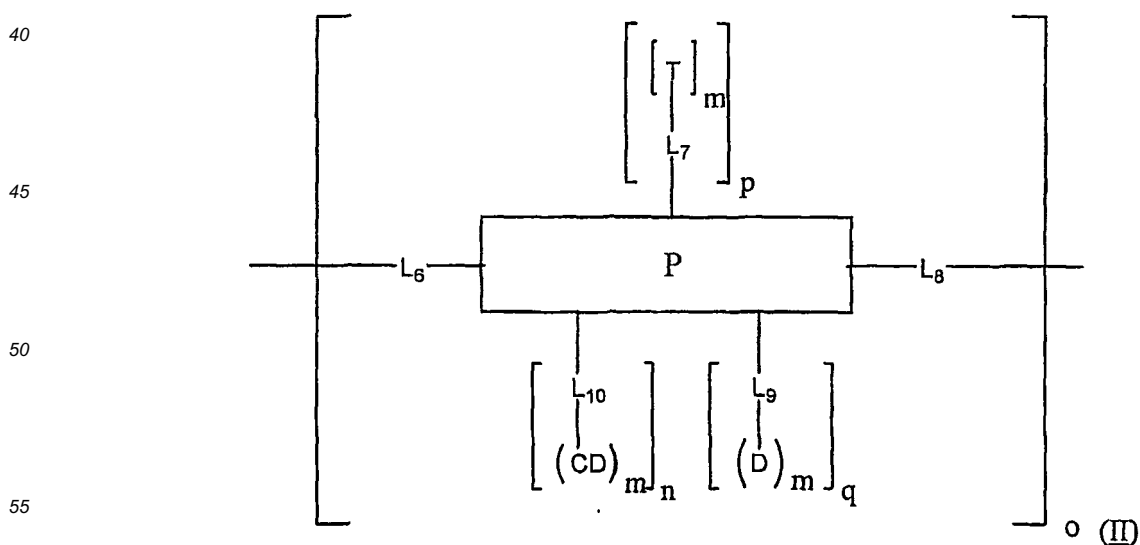 40
[ [ T ] m
L7 ] p
45
L6 P L8
50
[ L10 [ L9
(CD) m ] n (D) m ] q
55
o (II)